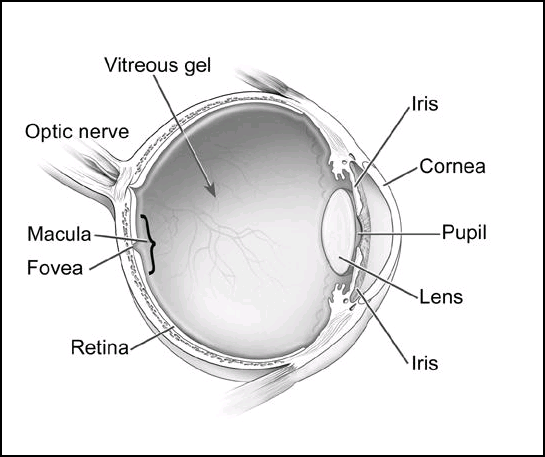 Vitreous gel
Iris
Optic nerve
Cornea
Macula
Pupil
Fovea
Lens
Retina
Iris